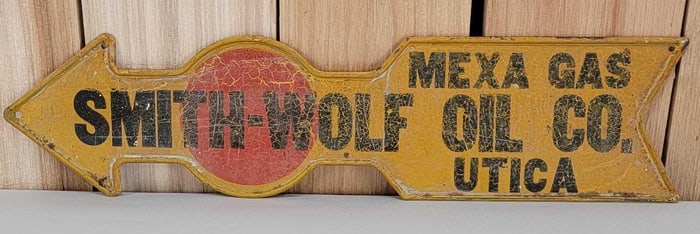 MEXA GAS
SMITH-WOLF OIL CO.
UTICA